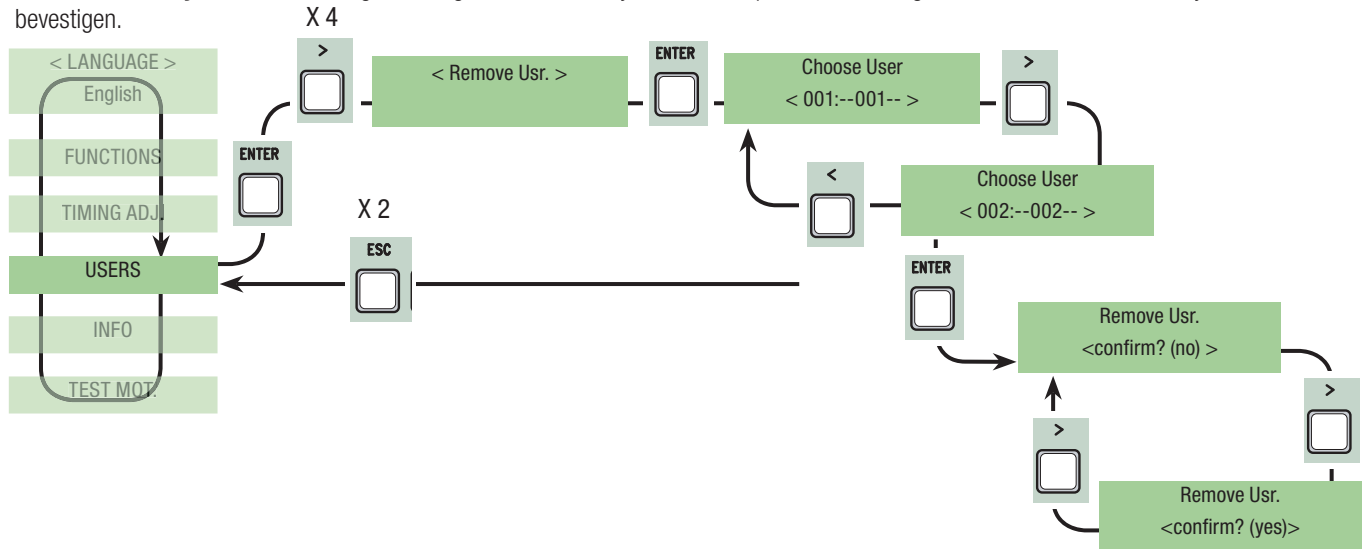 bevestigen.
X 4
< LANGUAGE >
English
FUNCTIONS
TIMING ADJ.
USERS
INFO
TEST MOT.
ENTER
>
< Remove Usr. >
ENTER
Choose User
< 001:--001-- >
>
<
Choose User
< 002:--002-- >
X 2
ESC
ENTER
Remove Usr.
<confirm? (no) >
>
>
Remove Usr.
<confirm? (yes)>